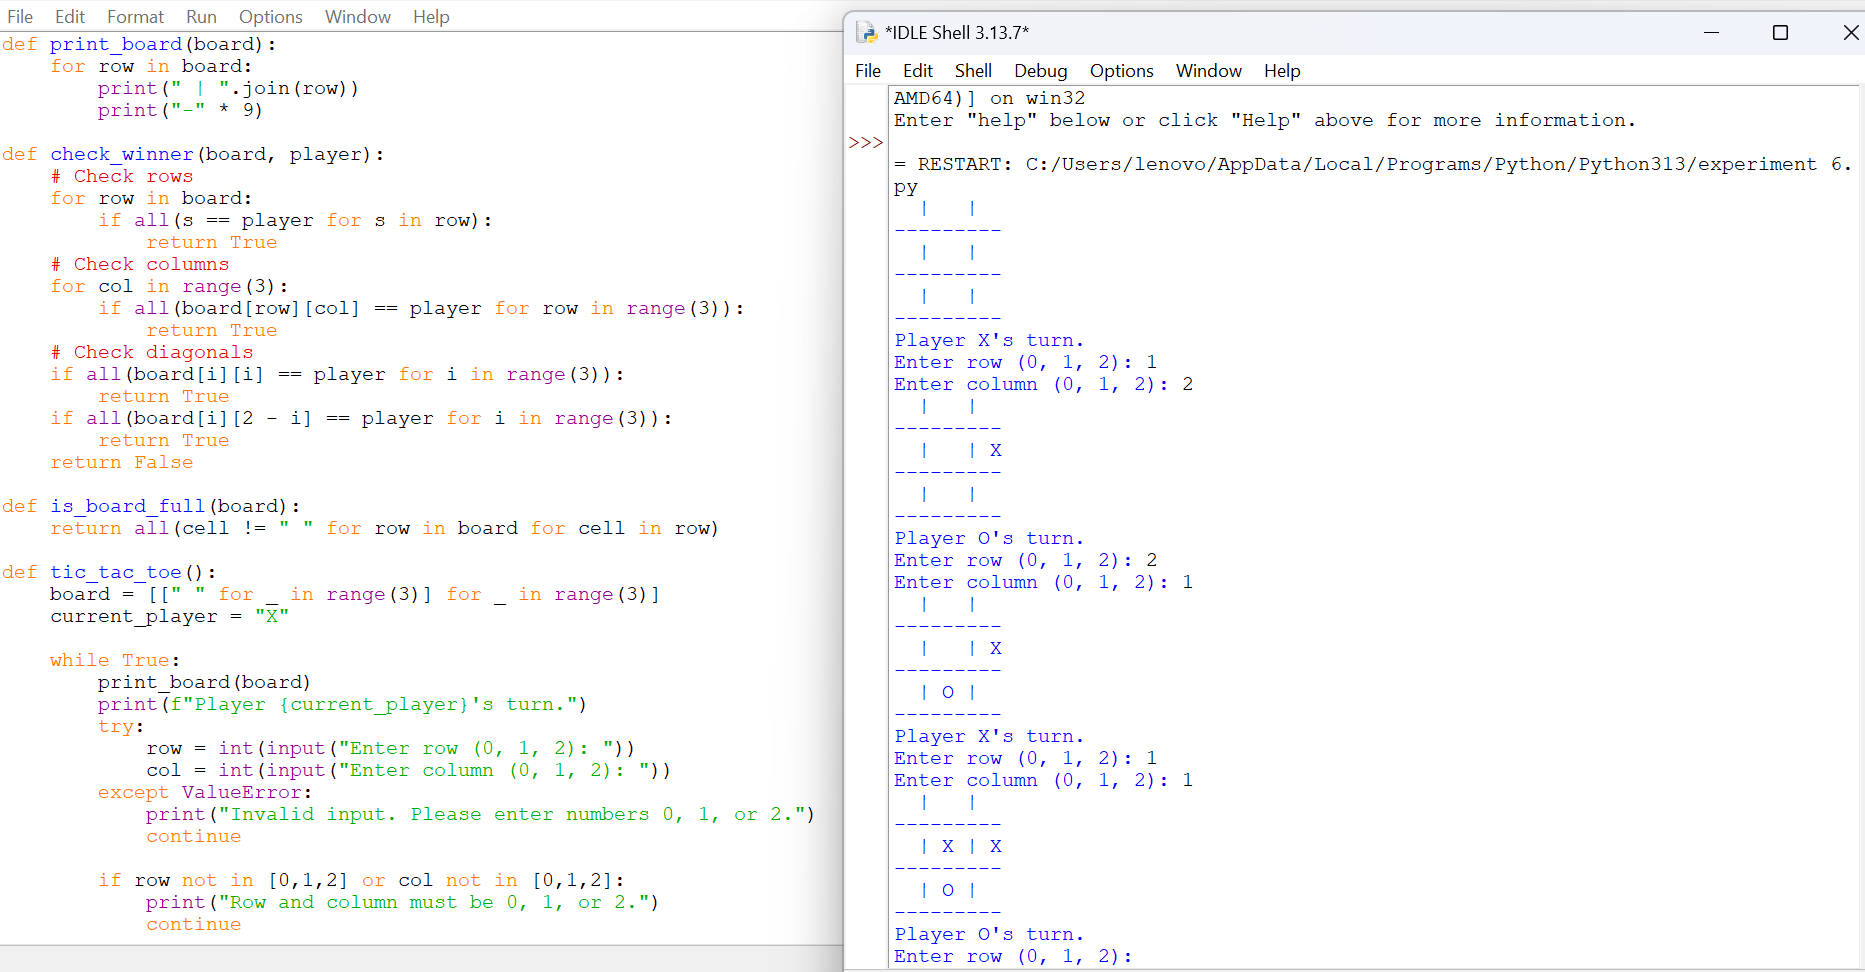 File Edit Format Run Options Window Help
def print_board(board):
    for row in board:
        print(" | ".join(row))
        print("-" * 9)

def check_winner(board, player):
    # Check rows
    for row in board:
        if all(s == player for s in row):
            return True
    # Check columns
    for col in range(3):
        if all(board[row][col] == player for row in range(3)):
            return True
    # Check diagonals
    if all(board[i][i] == player for i in range(3)):
        return True
    if all(board[i][2 - i] == player for i in range(3)):
        return True
    return False

def is_board_full(board):
    return all(cell != " " for row in board for cell in row)

def tic_tac_toe():
    board = [[" " for _ in range(3)] for _ in range(3)]
    current_player = "X"

    while True:
        print_board(board)
        print(f"Player {current_player}'s turn.")
        try:
            row = int(input("Enter row (0, 1, 2): "))
            col = int(input("Enter column (0, 1, 2): "))
        except ValueError:
            print("Invalid input. Please enter numbers 0, 1, or 2.")
            continue

        if row not in [0,1,2] or col not in [0,1,2]:
            print("Row and column must be 0, 1, or 2.")
            continue
*IDLE Shell 3.13.7*
File Edit Shell Debug Options Window Help
AMD64)] on win32
Enter "help" below or click "Help" above for more information.
>>>
= RESTART: C:/Users/lenovo/AppData/Local/Programs/Python/Python313/experiment 6.
py
  |   |
---------
  |   |
---------
  |   |
---------
Player X's turn.
Enter row (0, 1, 2): 1
Enter column (0, 1, 2): 2
  |   |
---------
  |   | X
---------
  |   |
---------
Player O's turn.
Enter row (0, 1, 2): 2
Enter column (0, 1, 2): 1
  |   |
---------
  |   | X
---------
  | O |
---------
Player X's turn.
Enter row (0, 1, 2): 1
Enter column (0, 1, 2): 1
  |   |
---------
  | X | X
---------
  | O |
---------
Player O's turn.
Enter row (0, 1, 2):